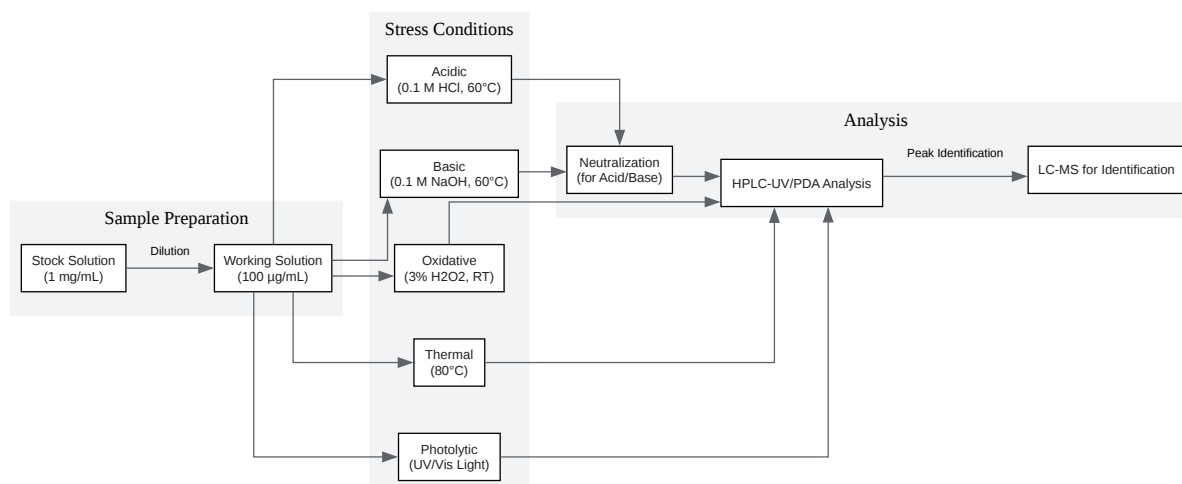 Stress Conditions
Acidic
(0.1 M HCl, 60°C)
Analysis
Basic
(0.1 M NaOH, 60°C)
Neutralization
(for Acid/Base)
HPLC-UV/PDA Analysis
Peak Identification
LC-MS for Identification
Sample Preparation
Stock Solution
(1 mg/mL)
Dilution
Working Solution
(100 µg/mL)
Oxidative
(3% H2O2, RT)
Thermal
(80°C)
Photolytic
(UV/Vis Light)